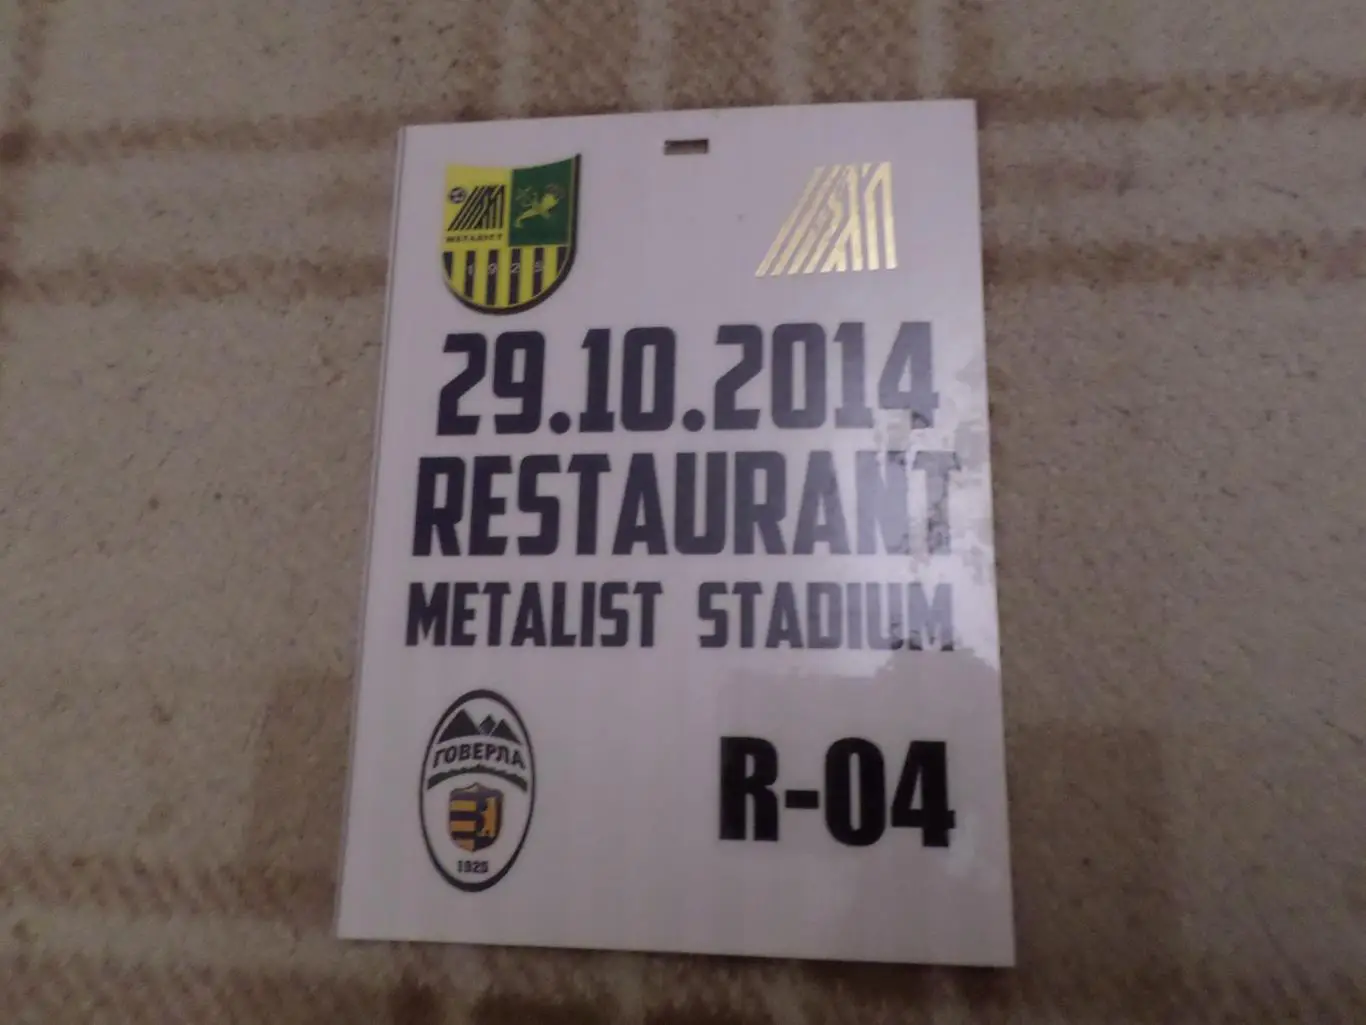 МЕТАЛІСТ
1925
29.10.2014
RESTAURANT
METALIST STADIUM
ГОВЕРЛА
1925
R-04